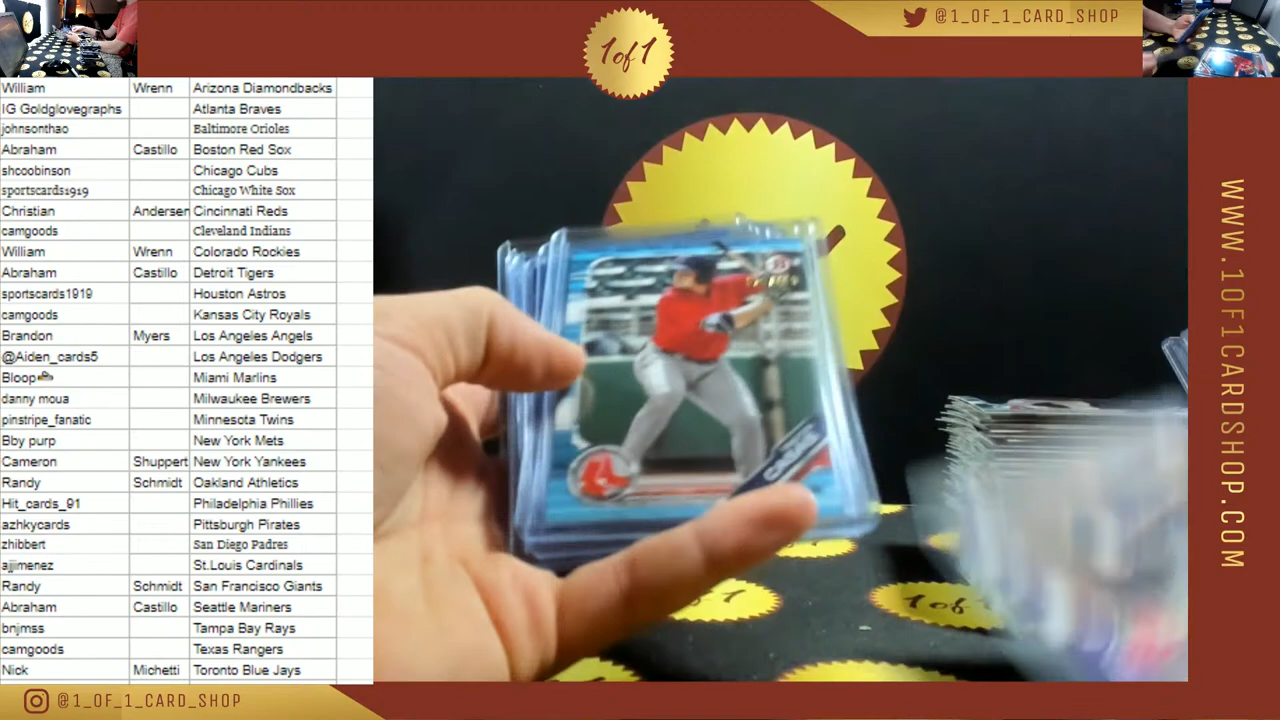 1 of 1
@1_OF_1_CARD_SHOP
William Wrenn Arizona Diamondbacks
IG Goldglovegraphs Atlanta Braves
johnsonthao Baltimore Orioles
Abraham Castillo Boston Red Sox
shcoobinson Chicago Cubs
sportscards1919 Chicago White Sox
Christian Andersen Cincinnati Reds
camgoods Cleveland Indians
William Wrenn Colorado Rockies
Abraham Castillo Detroit Tigers
sportscards1919 Houston Astros
camgoods Kansas City Royals
Brandon Myers Los Angeles Angels
@Aiden_cards5 Los Angeles Dodgers
Bloop Miami Marlins
danny moua Milwaukee Brewers
pinstripe_fanatic Minnesota Twins
Bby purp New York Mets
Cameron Shuppert New York Yankees
Randy Schmidt Oakland Athletics
Hit_cards_91 Philadelphia Phillies
azhkycards Pittsburgh Pirates
zhibbert San Diego Padres
ajjimenez St.Louis Cardinals
Randy Schmidt San Francisco Giants
Abraham Castillo Seattle Mariners
bnjmss Tampa Bay Rays
camgoods Texas Rangers
Nick Michetti Toronto Blue Jays
WWW.1OF1CARDSHOP.COM
@1_OF_1_CARD_SHOP